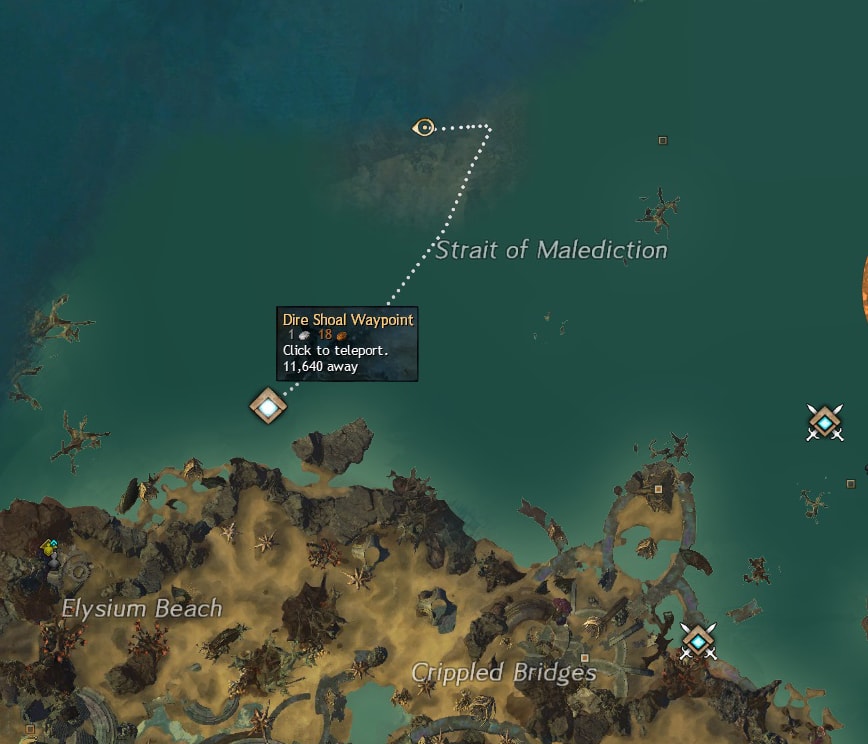 Strait of Malediction
Dire Shoal Waypoint
1 18
Click to teleport.
11,640 away
Elysium Beach
Crippled Bridges